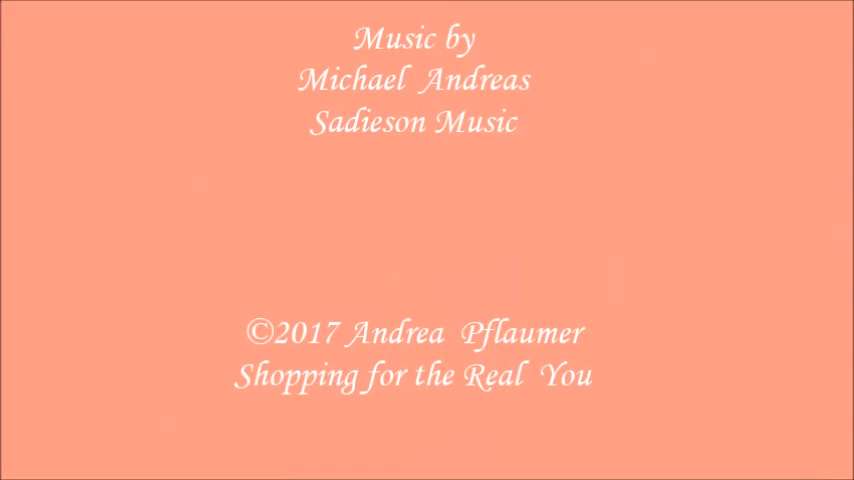 Music by
Michael Andreas
Sadieson Music
©2017 Andrea Pflaumer
Shopping for the Real You